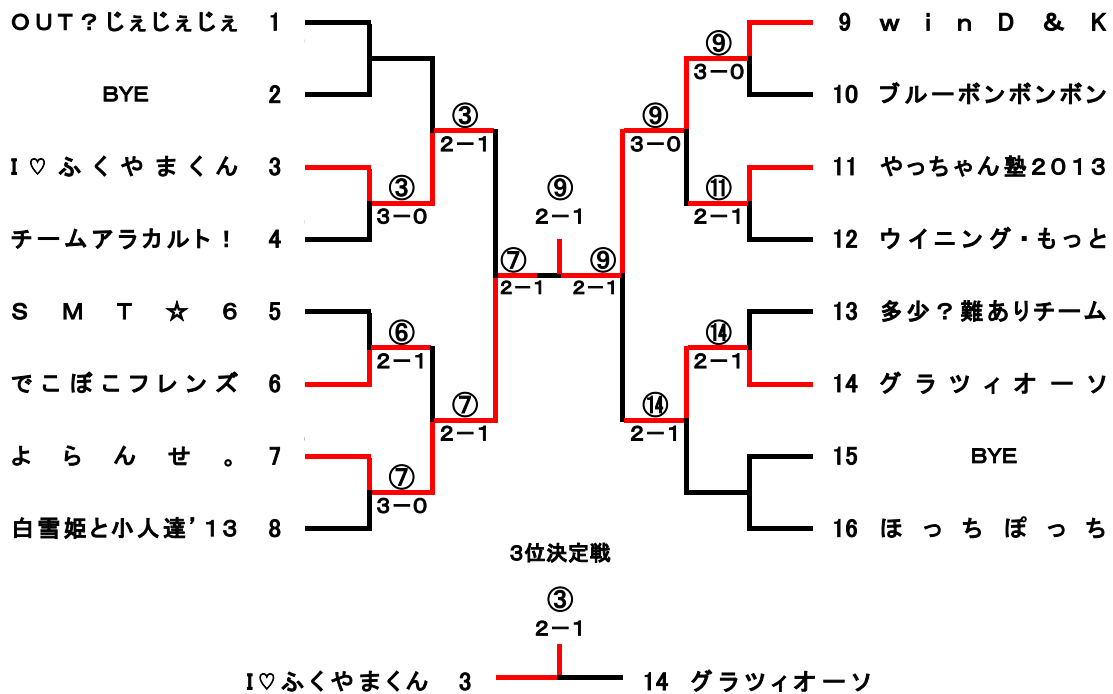 OUT?じぇじぇじぇ 1
BYE 2
I♡ふくやまくん 3
チームアラカルト! 4
SMT☆6 5
でこぼこフレンズ 6
よらんせ。 7
白雪姫と小人達’13 8
③
3-0
⑥
2-1
⑦
3-0
③
2-1
⑦
2-1
⑦
2-1
⑨
2-1
⑨
2-1
⑨
3-0
⑭
2-1
⑨
3-0
⑪
2-1
⑭
2-1
9 winD&K
10 ブルーボンボンボン
11 やっちゃん塾2013
12 ウイニング・もっと
13 多少?難ありチーム
14 グラツィオーソ
15 BYE
16 ほっちぽっち
3位決定戦
③
2-1
I♡ふくやまくん 3 14 グラツィオーソ